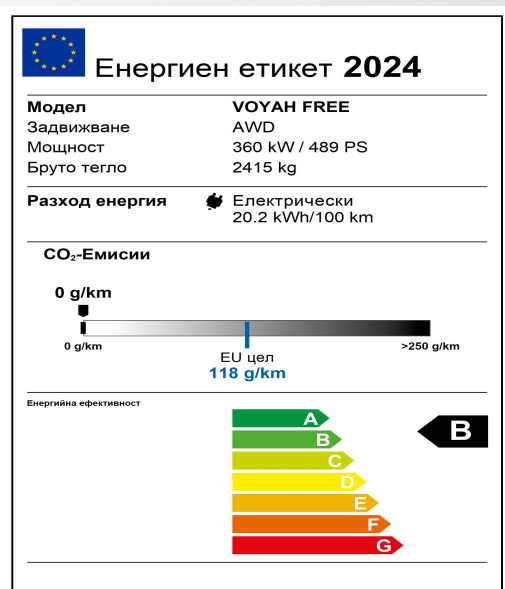 Енергиен етикет 2024
Модел VOYAH FREE
Задвижване AWD
Мощност 360 kW / 489 PS
Бруто тегло 2415 kg
Разход енергия Електрически
20.2 kWh/100 km
CO₂-Емисии
0 g/km
0 g/km >250 g/km
EU цел
118 g/km
Енергийна ефективност
A
B B
C
D
E
F
G